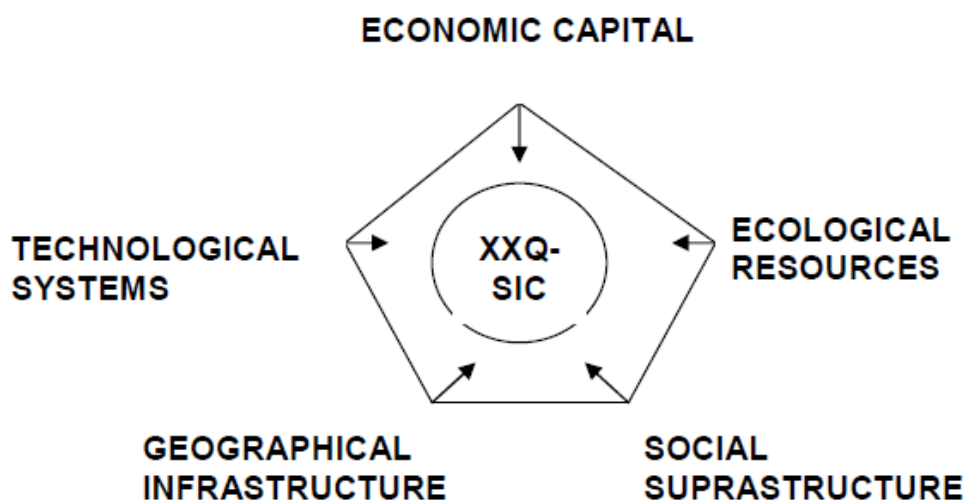 ECONOMIC CAPITAL
TECHNOLOGICAL
SYSTEMS
XXQ-
SIC
ECOLOGICAL
RESOURCES
GEOGRAPHICAL
INFRASTRUCTURE
SOCIAL
SUPRASTRUCTURE